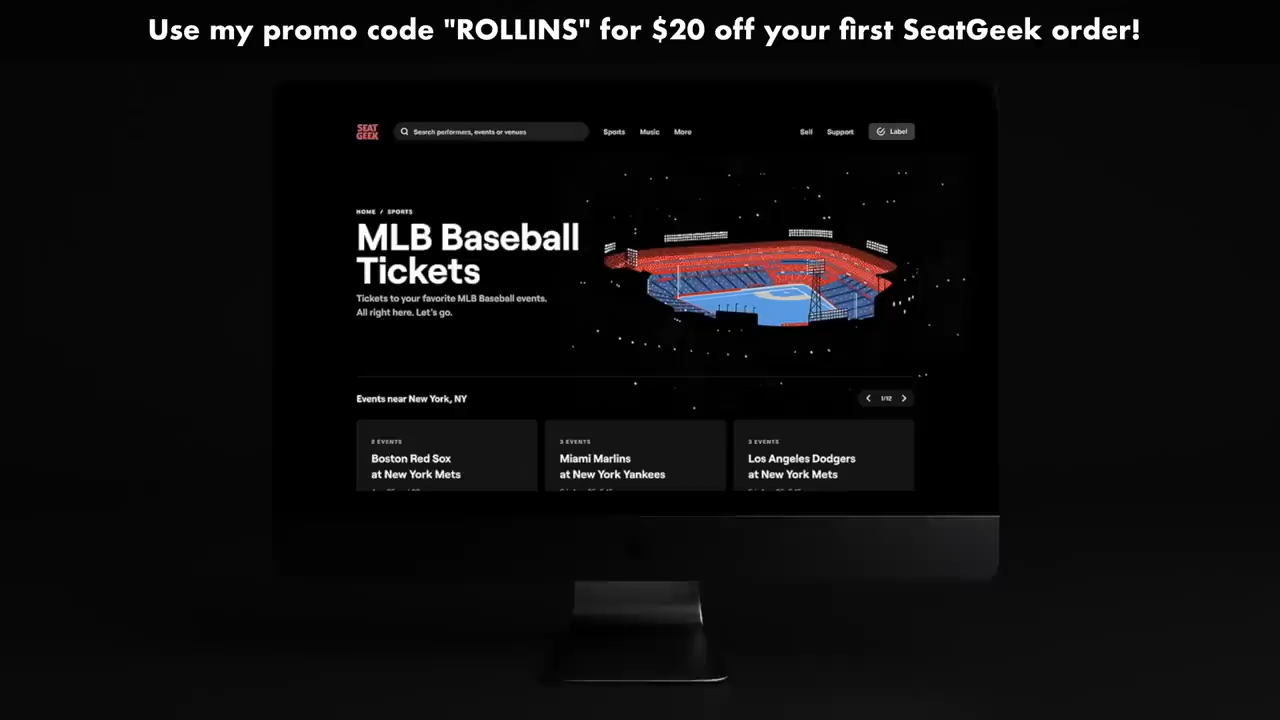 Use my promo code "ROLLINS" for $20 off your first SeatGeek order!
SEAT
GEEK
Search performers, events or venues
Sports
Music
More
Sell
Support
Label
HOME / SPORTS
MLB Baseball
Tickets
Tickets to your favorite MLB Baseball events.
All right here. Let's go.
Events near New York, NY
1/12
2 EVENTS
Boston Red Sox
at New York Mets
3 EVENTS
Miami Marlins
at New York Yankees
3 EVENTS
Los Angeles Dodgers
at New York Mets